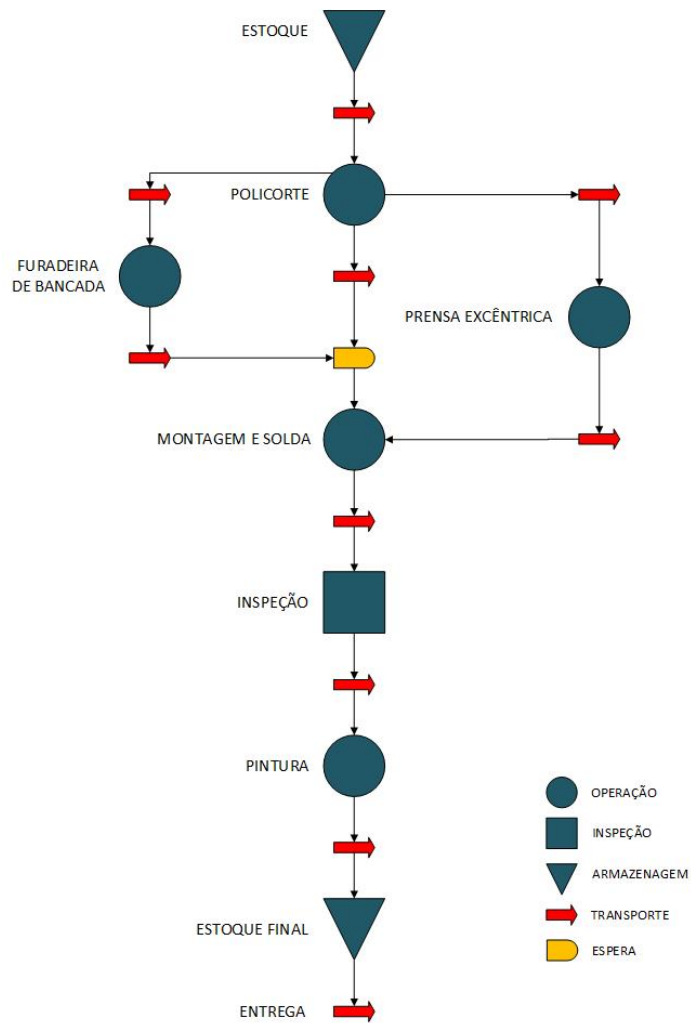 ESTOQUE
POLICORTE
FURADEIRA
DE BANCADA
PRENSA EXCÊNTRICA
MONTAGEM E SOLDA
INSPEÇÃO
PINTURA
ESTOQUE FINAL
ENTREGA
OPERAÇÃO
INSPEÇÃO
ARMAZENAGEM
TRANSPORTE
ESPERA